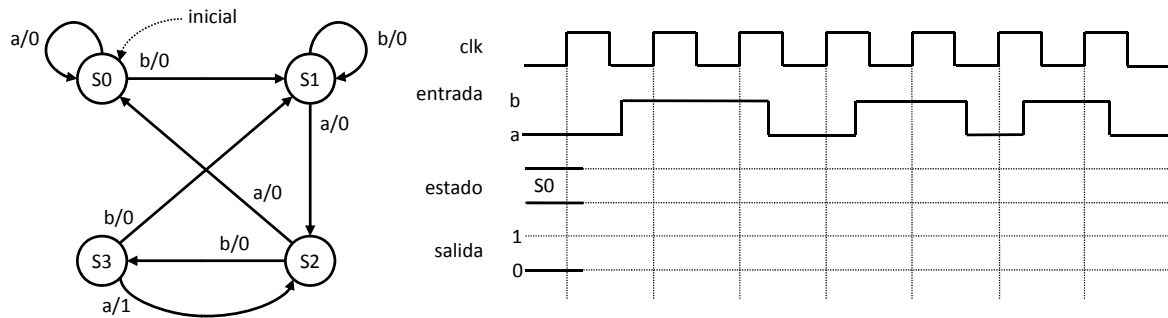 inicial
a/0
b/0
b/0
S0
S1
a/0
a/0
b/0
b/0
S3
S2
a/1
clk
entrada
b
a
estado
S0
salida
1
0